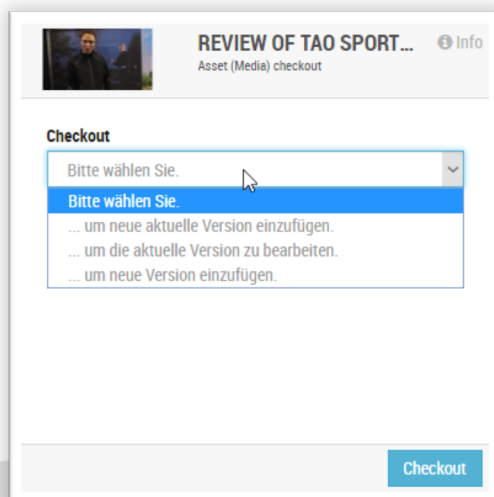 REVIEW OF TAO SPORT... Info
Asset (Media) checkout
Checkout
Bitte wählen Sie.
Bitte wählen Sie.
... um neue aktuelle Version einzufügen.
... um die aktuelle Version zu bearbeiten.
... um neue Version einzufügen.
Checkout